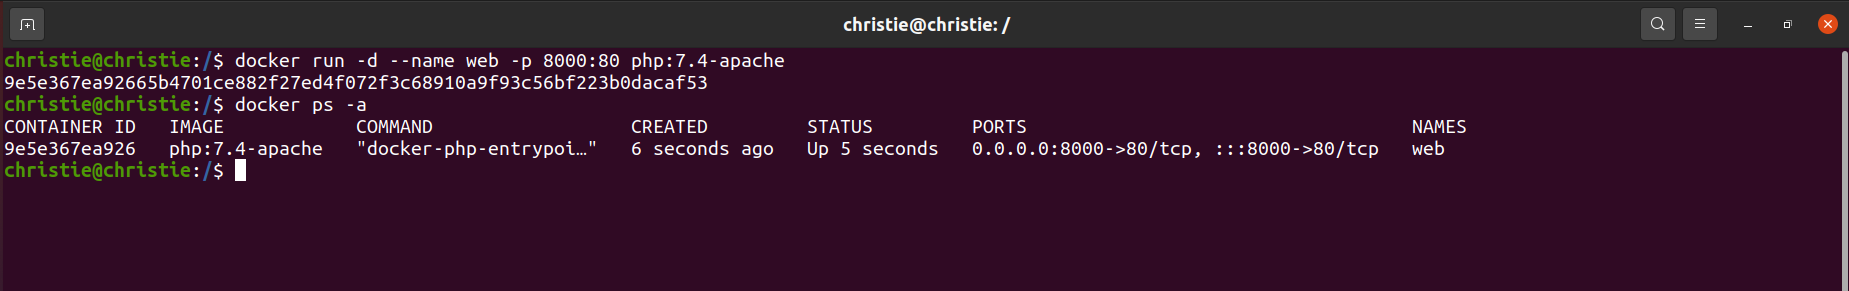 christie@christie: /
christie@christie:/$ docker run -d --name web -p 8000:80 php:7.4-apache
9e5e367ea92665b4701ce882f27ed4f072f3c68910a9f93c56bf223b0dacaf53
christie@christie:/$ docker ps -a
CONTAINER ID   IMAGE            COMMAND                  CREATED         STATUS         PORTS                                   NAMES
9e5e367ea926   php:7.4-apache   "docker-php-entrypoi…"   6 seconds ago   Up 5 seconds   0.0.0.0:8000->80/tcp, :::8000->80/tcp   web
christie@christie:/$